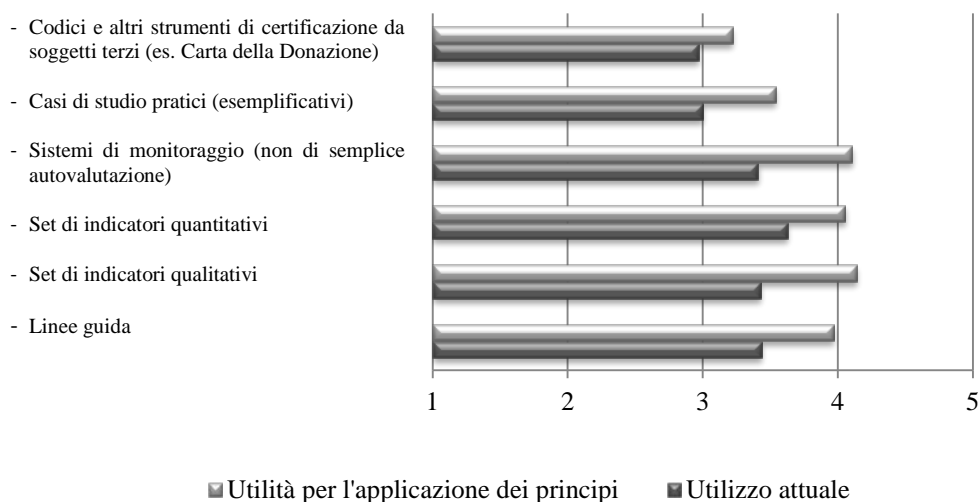 - Codici e altri strumenti di certificazione da
soggetti terzi (es. Carta della Donazione)
- Casi di studio pratici (esemplificativi)
- Sistemi di monitoraggio (non di semplice
autovalutazione)
- Set di indicatori quantitativi
- Set di indicatori qualitativi
- Linee guida
1 2 3 4 5
Utilità per l'applicazione dei principi Utilizzo attuale